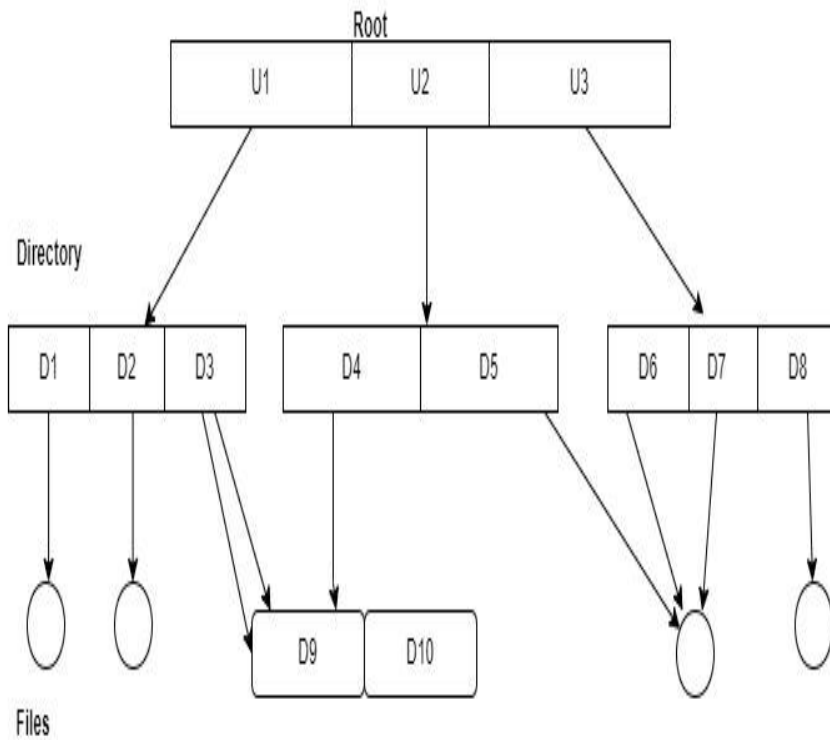 Root
U1 U2 U3
Directory
D1 D2 D3 D4 D5 D6 D7 D8
D9 D10
Files